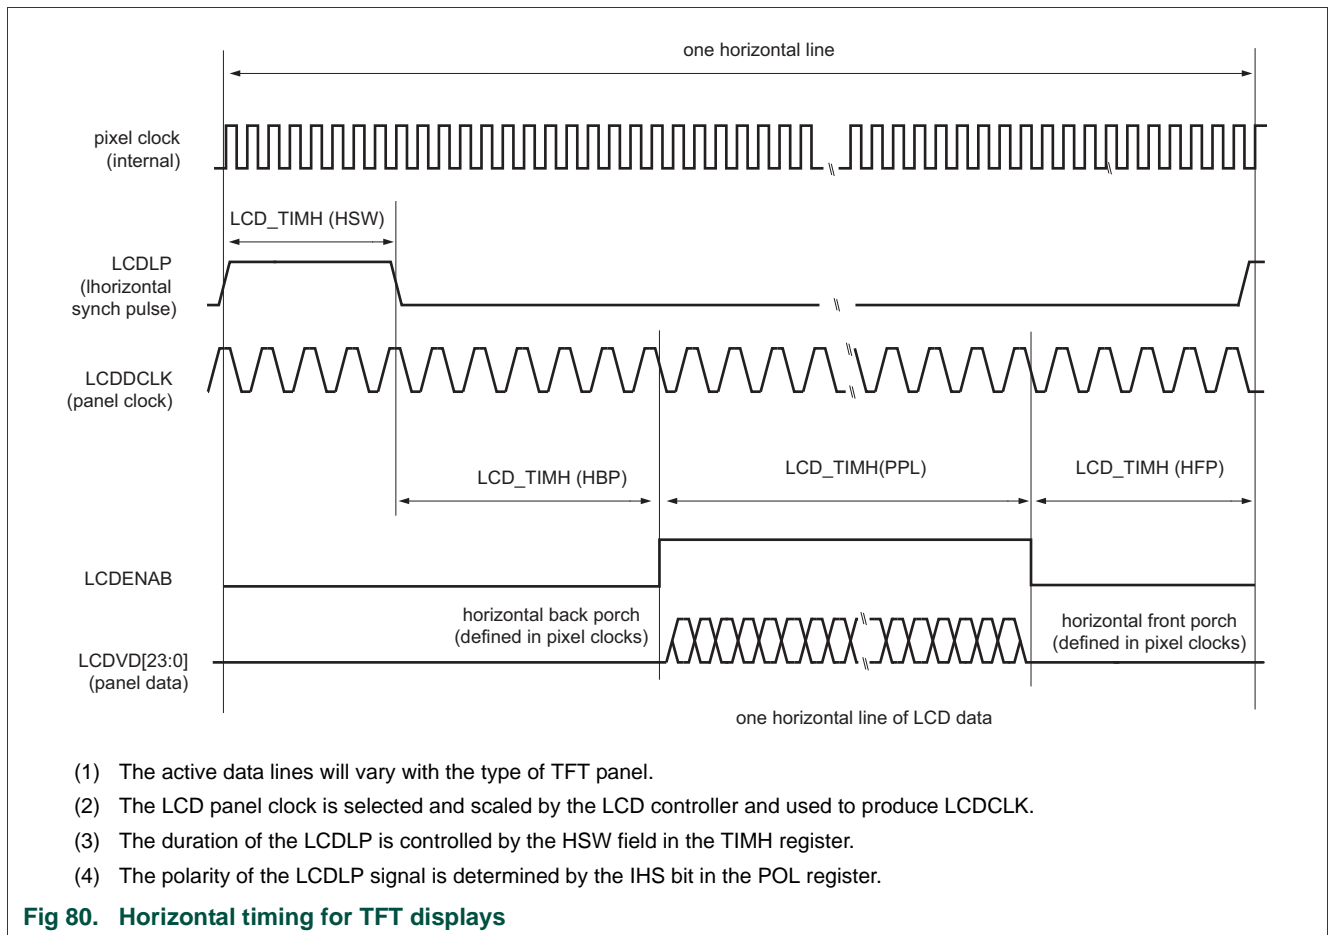 one horizontal line
pixel clock
(internal)
LCD_TIMH (HSW)
LCDLP
(lhorizontal
synch pulse)
LCDDCLK
(panel clock)
LCD_TIMH (HBP)
LCD_TIMH(PPL)
LCD_TIMH (HFP)
LCDENAB
horizontal back porch
(defined in pixel clocks)
horizontal front porch
(defined in pixel clocks)
LCDVD[23:0]
(panel data)
one horizontal line of LCD data
(1) The active data lines will vary with the type of TFT panel.
(2) The LCD panel clock is selected and scaled by the LCD controller and used to produce LCDCLK.
(3) The duration of the LCDLP is controlled by the HSW field in the TIMH register.
(4) The polarity of the LCDLP signal is determined by the IHS bit in the POL register.
Fig 80. Horizontal timing for TFT displays